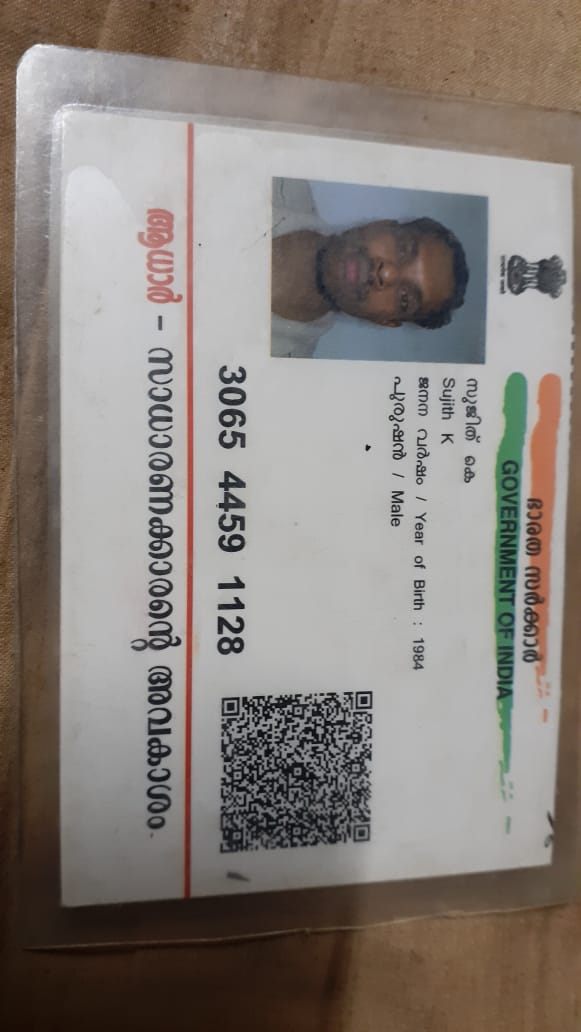 ഭാരത സർക്കാർ
GOVERNMENT OF INDIA
സുജിത് കെ
Sujith K
ജനന വർഷം / Year of Birth : 1984
പുരുഷൻ / Male
3065 4459 1128
ആധാർ - സാധാരണക്കാരന്റെ അവകാശം